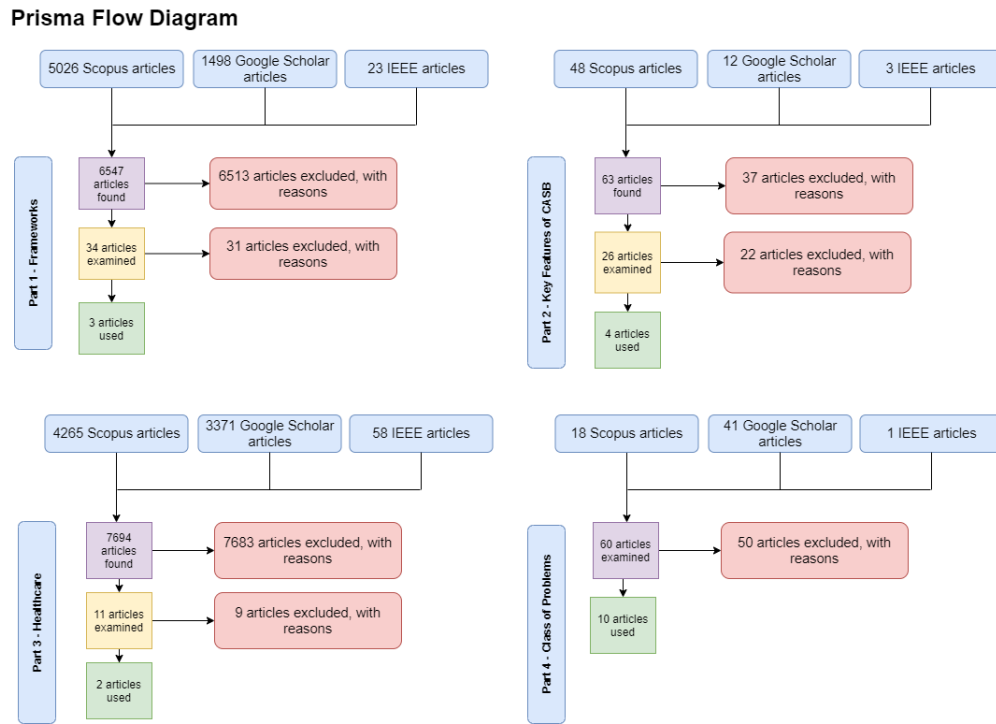 Prisma Flow Diagram
5026 Scopus articles
1498 Google Scholar
articles
23 IEEE articles
Part 1 - Frameworks
6547
articles
found
6513 articles excluded, with
reasons
34 articles
examined
31 articles excluded, with
reasons
3 articles
used
48 Scopus articles
12 Google Scholar
articles
3 IEEE articles
Part 2 - Key Features of CASB
63 articles
found
37 articles excluded, with
reasons
26 articles
examined
22 articles excluded, with
reasons
4 articles
used
4265 Scopus articles
3371 Google Scholar
articles
58 IEEE articles
Part 3 - Healthcare
7694
articles
found
7683 articles excluded, with
reasons
11 articles
examined
9 articles excluded, with
reasons
2 articles
used
18 Scopus articles
41 Google Scholar
articles
1 IEEE articles
Part 4 - Class of Problems
60 articles
examined
50 articles excluded, with
reasons
10 articles
used